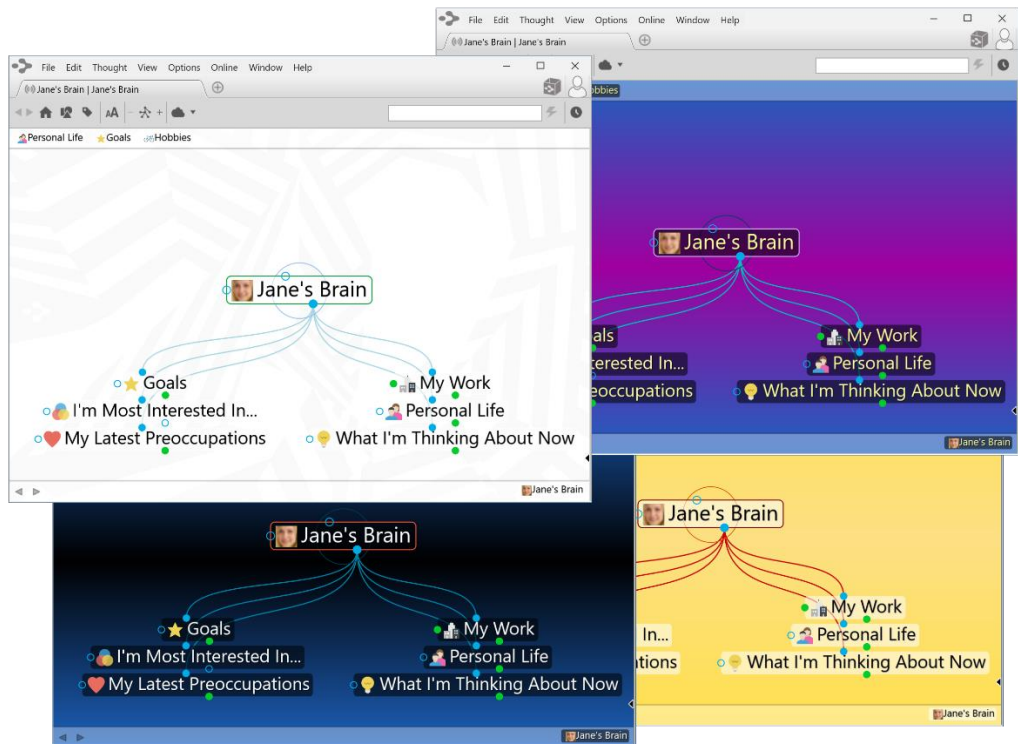 File Edit Thought View Options Online Window Help
Jane's Brain | Jane's Brain
bbies
Jane's Brain
als
My Work
terested In...
Personal Life
eoccupations
What I'm Thinking About Now
Jane's Brain
File Edit Thought View Options Online Window Help
Jane's Brain | Jane's Brain
AA
Personal Life Goals Hobbies
Jane's Brain
Goals
My Work
I'm Most Interested In...
Personal Life
My Latest Preoccupations
What I'm Thinking About Now
Jane's Brain
Jane's Brain
Goals
My Work
I'm Most Interested In...
Personal Life
My Latest Preoccupations
What I'm Thinking About Now
Jane's Brain
Jane's Brain
My Work
In...
Personal Life
tions
What I'm Thinking About Now
Jane's Brain